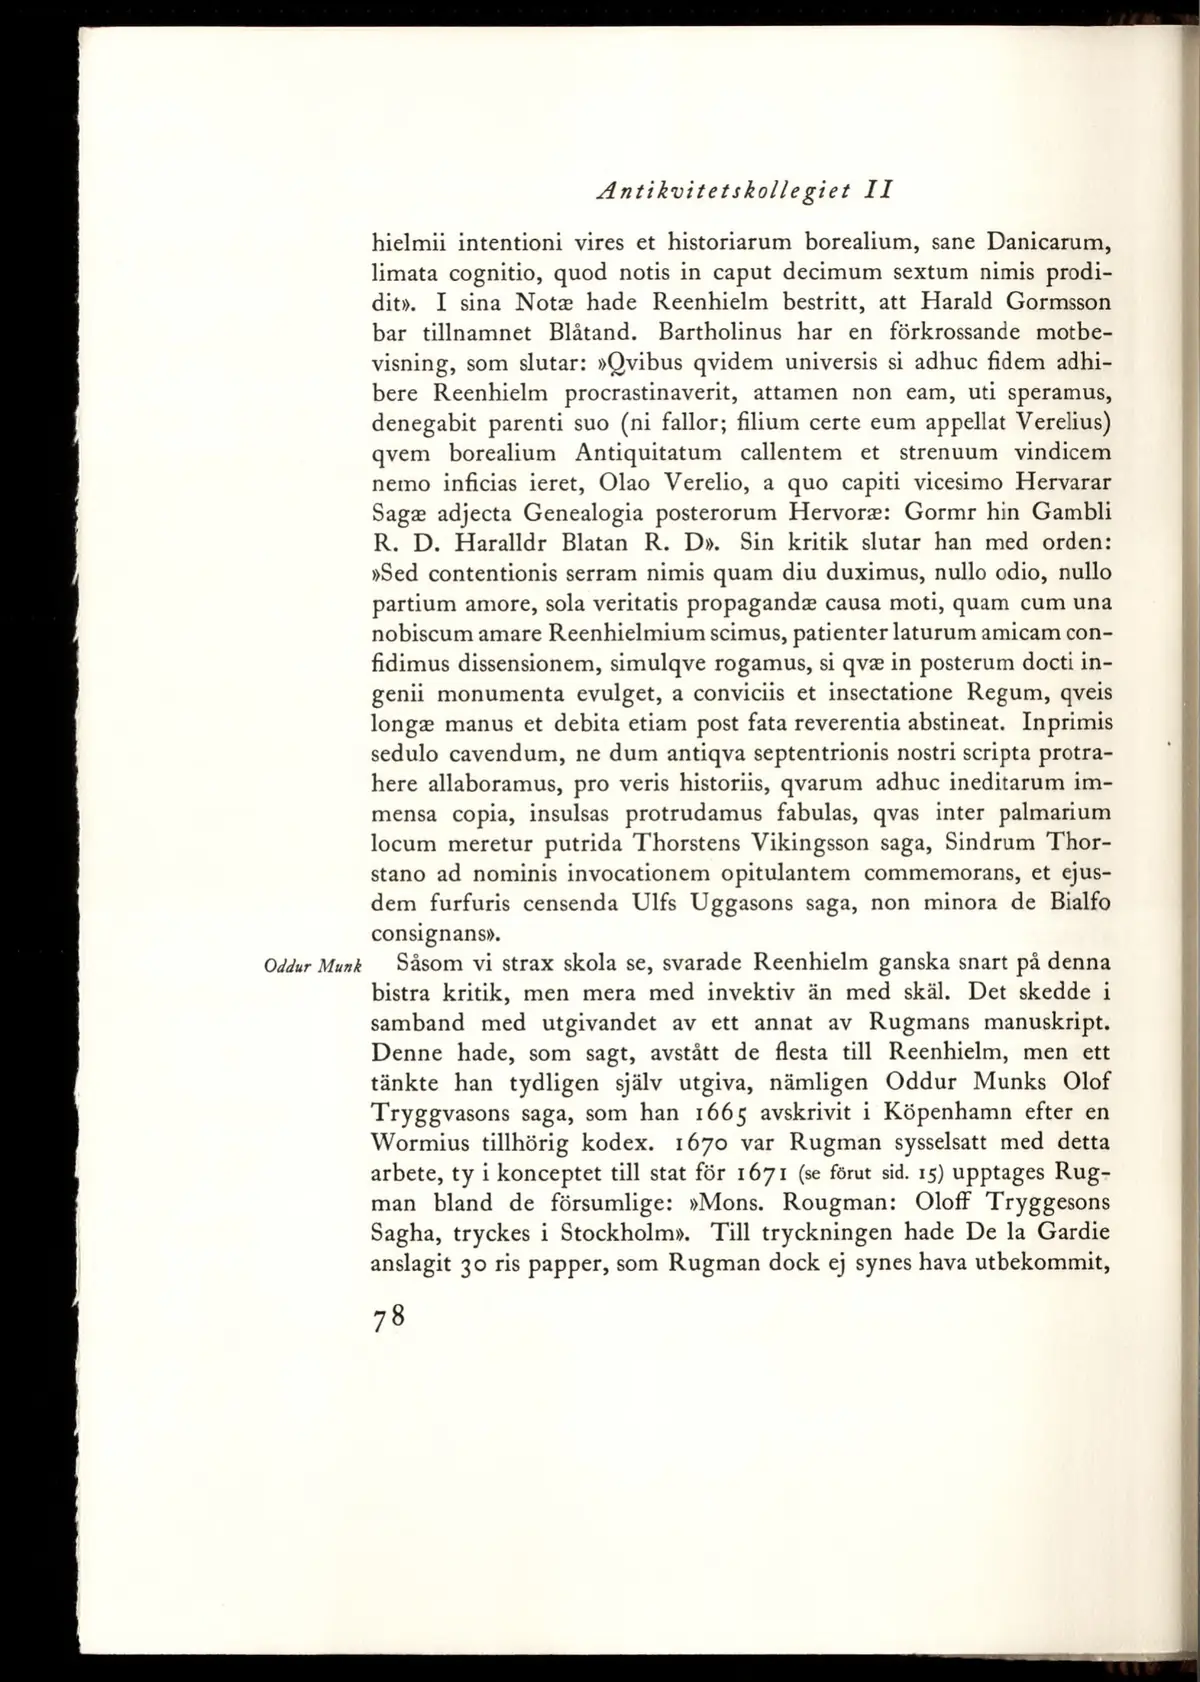 Antikvitetskollegiet II
hielmii intentioni vires et historiarum borealium, sane Danicarum,
limata cognitio, quod notis in caput decimum sextum nimis prodi-
dit». I sina Notæ hade Reenhielm bestritt, att Harald Gormsson
bar tillnamnet Blåtand. Bartholinus har en förkrossande motbe-
visning, som slutar: »Qvibus qvidem universis si adhuc fidem adhi-
bere Reenhielm procrastinaverit, attamen non eam, uti speramus,
denegabit parenti suo (ni fallor; filium certe eum appellat Verelius)
qvem borealium Antiquitatum callentem et strenuum vindicem
nemo inficias ieret, Olao Verelio, a quo capiti vicesimo Hervarar
Sagæ adjecta Genealogia posterorum Hervoræ: Gormr hin Gambli
R. D. Haralldr Blatan R. D». Sin kritik slutar han med orden:
»Sed contentionis serram nimis quam diu duximus, nullo odio, nullo
partium amore, sola veritatis propagandæ causa moti, quam cum una
nobiscum amare Reenhielmium scimus, patienter laturum amicam con-
fidimus dissensionem, simulqve rogamus, si qvæ in posterum docti in-
genii monumenta evulget, a conviciis et insectatione Regum, qveis
longæ manus et debita etiam post fata reverentia abstineat. Inprimis
sedulo cavendum, ne dum antiqva septentrionis nostri scripta protra-
here allaboramus, pro veris historiis, qvarum adhuc ineditarum im-
mensa copia, insulsas protrudamus fabulas, qvas inter palmarium
locum meretur putrida Thorstens Vikingsson saga, Sindrum Thor-
stano ad nominis invocationem opitulantem commemorans, et ejus-
dem furfuris censenda Ulfs Uggasons saga, non minora de Bialfo
consignans».
Oddur Munk Såsom vi strax skola se, svarade Reenhielm ganska snart på denna
bistra kritik, men mera med invektiv än med skäl. Det skedde i
samband med utgivandet av ett annat av Rugmans manuskript.
Denne hade, som sagt, avstått de flesta till Reenhielm, men ett
tänkte han tydligen själv utgiva, nämligen Oddur Munks Olof
Tryggvasons saga, som han 1665 avskrivit i Köpenhamn efter en
Wormius tillhörig kodex. 1670 var Rugman sysselsatt med detta
arbete, ty i konceptet till stat för 1671 (se förut sid. 15) upptages Rug-
man bland de försumlige: »Mons. Rougman: Oloff Tryggesons
Sagha, tryckes i Stockholm». Till tryckningen hade De la Gardie
anslagit 30 ris papper, som Rugman dock ej synes hava utbekommit,
78